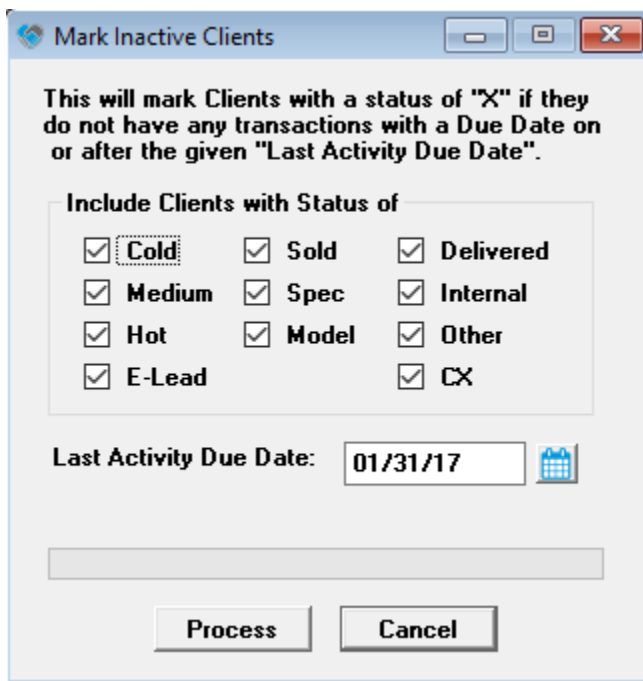 Mark Inactive Clients
This will mark Clients with a status of "X" if they
do not have any transactions with a Due Date on
or after the given "Last Activity Due Date".
Include Clients with Status of
Cold Sold Delivered
Medium Spec Internal
Hot Model Other
E-Lead CX
Last Activity Due Date: 01/31/17
Process Cancel